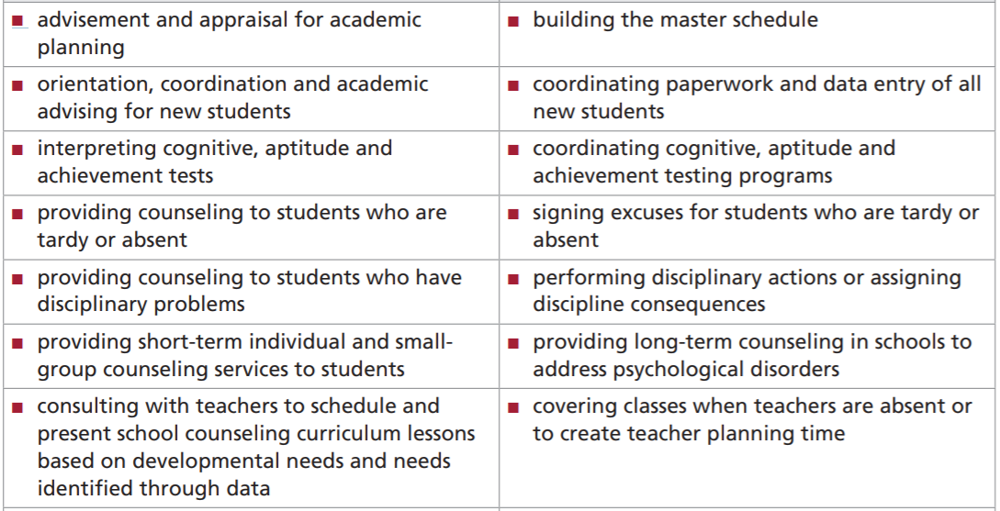 ■ advisement and appraisal for academic
planning
■ building the master schedule
■ orientation, coordination and academic
advising for new students
■ coordinating paperwork and data entry of all
new students
■ interpreting cognitive, aptitude and
achievement tests
■ coordinating cognitive, aptitude and
achievement testing programs
■ providing counseling to students who are
tardy or absent
■ signing excuses for students who are tardy or
absent
■ providing counseling to students who have
disciplinary problems
■ performing disciplinary actions or assigning
discipline consequences
■ providing short-term individual and small-
group counseling services to students
■ providing long-term counseling in schools to
address psychological disorders
■ consulting with teachers to schedule and
present school counseling curriculum lessons
based on developmental needs and needs
identified through data
■ covering classes when teachers are absent or
to create teacher planning time